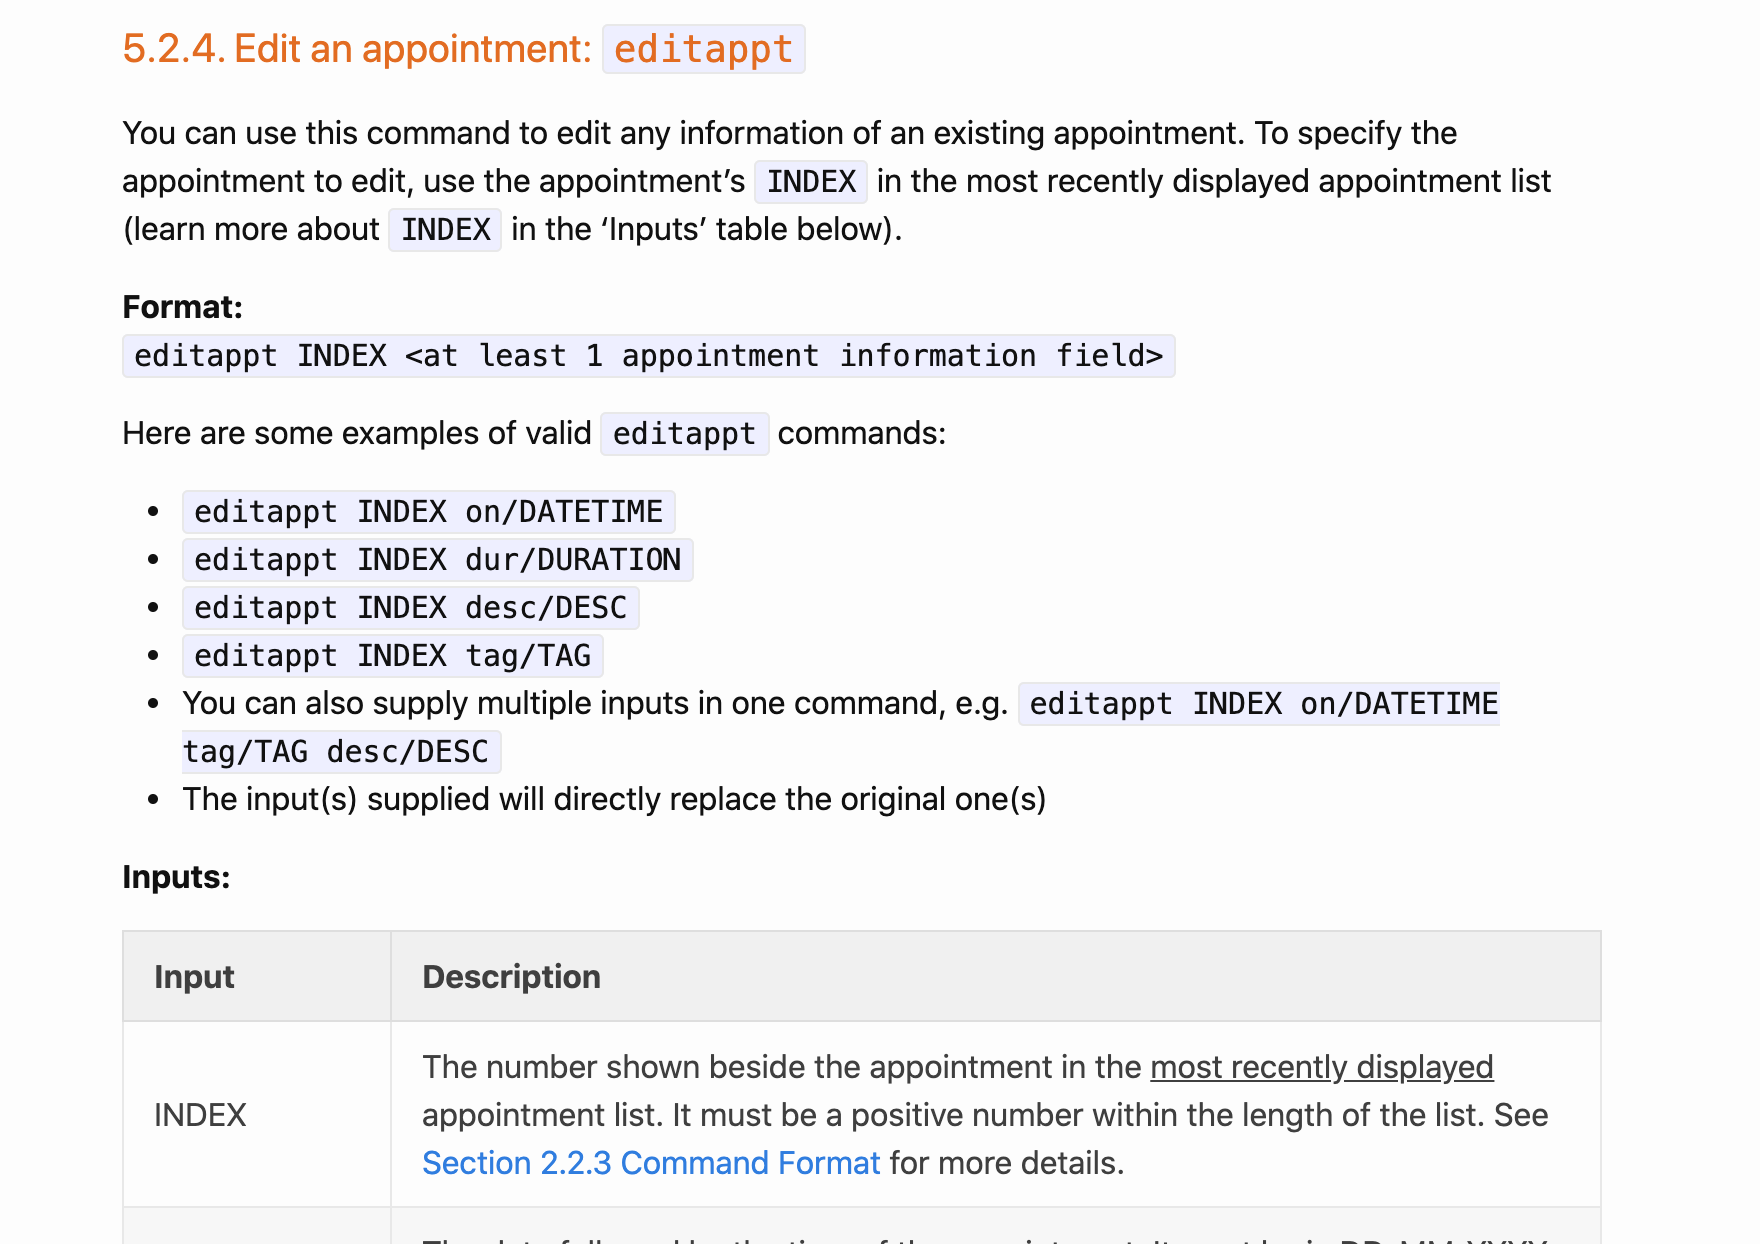 5.2.4. Edit an appointment: editappt
You can use this command to edit any information of an existing appointment. To specify the
appointment to edit, use the appointment’s INDEX in the most recently displayed appointment list
(learn more about INDEX in the ‘Inputs’ table below).
Format:
editappt INDEX <at least 1 appointment information field>
Here are some examples of valid editappt commands:
• editappt INDEX on/DATETIME
• editappt INDEX dur/DURATION
• editappt INDEX desc/DESC
• editappt INDEX tag/TAG
• You can also supply multiple inputs in one command, e.g. editappt INDEX on/DATETIME
tag/TAG desc/DESC
• The input(s) supplied will directly replace the original one(s)
Inputs:
Input Description
The number shown beside the appointment in the most recently displayed
INDEX appointment list. It must be a positive number within the length of the list. See
Section 2.2.3 Command Format for more details.